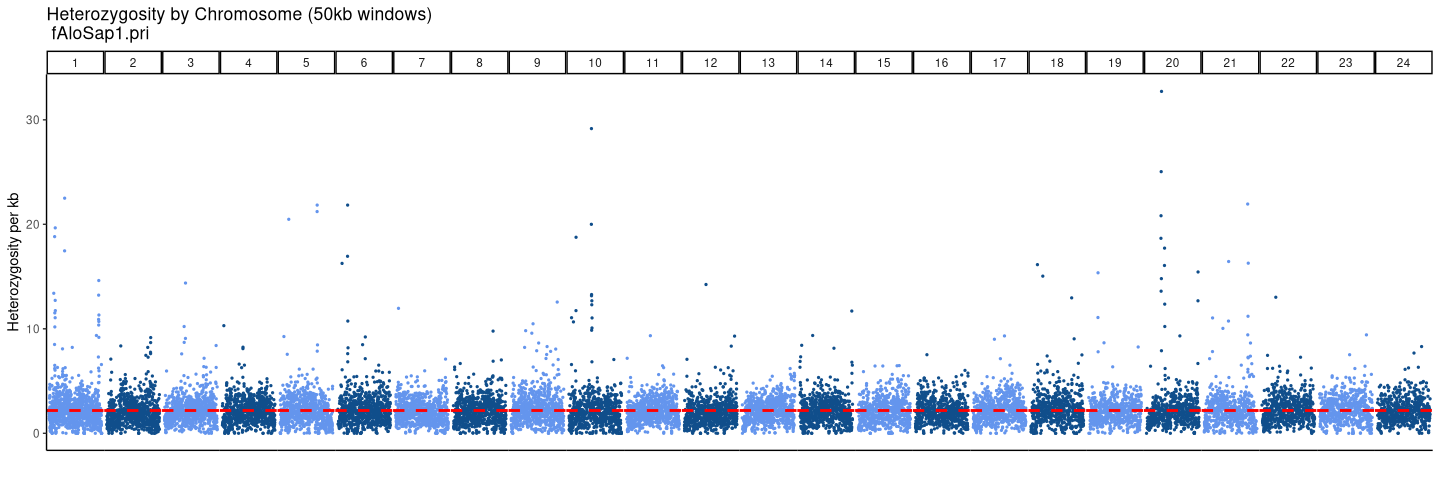 Heterozygosity by Chromosome (50kb windows)
fAloSap1.pri
1 2 3 4 5 6 7 8 9 10 11 12 13 14 15 16 17 18 19 20 21 22 23 24
Heterozygosity per kb
30
20
10
0